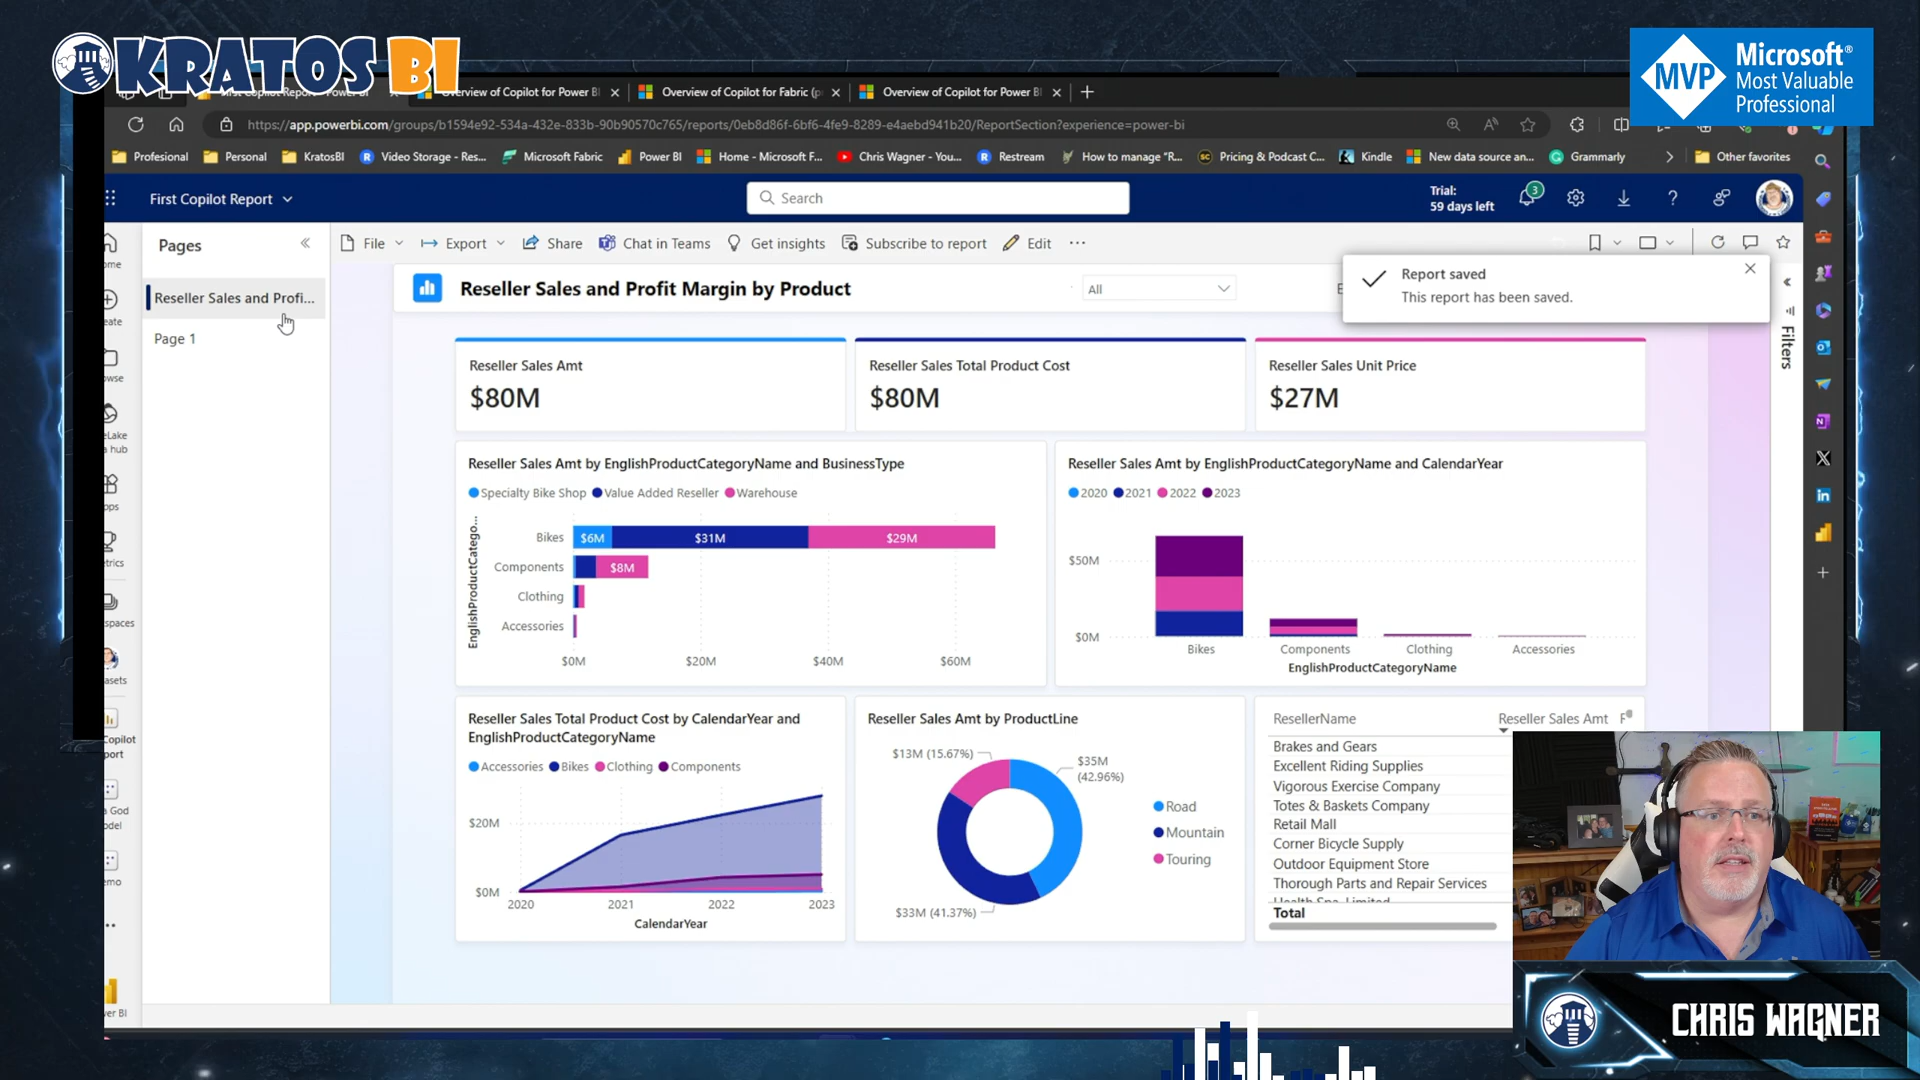 KRATOS BI
MVP
Microsoft®
Most Valuable
Professional
Overview of Copilot for Power BI
Overview of Copilot for Fabric (p
Overview of Copilot for Power BI
https://app.powerbi.com/groups/b1594e92-534a-432e-833b-90b90570c765/reports/0eb8d86f-6bf6-4fe9-8289-e4aebd941b20/ReportSection?experience=power-bi
Profesional
Personal
KratosBI
Video Storage - Res...
Microsoft Fabric
Power BI
Home - Microsoft F...
Chris Wagner - You...
Restream
How to manage "R...
Pricing & Podcast C...
Kindle
New data source an...
Grammarly
Other favorites
First Copilot Report
Search
Trial:
59 days left
3
Pages
File
Export
Share
Chat in Teams
Get insights
Subscribe to report
Edit
Reseller Sales and Profi...
Page 1
Reseller Sales and Profit Margin by Product
All
Report saved
This report has been saved.
Filters
Reseller Sales Amt
$80M
Reseller Sales Total Product Cost
$80M
Reseller Sales Unit Price
$27M
Reseller Sales Amt by EnglishProductCategoryName and BusinessType
Specialty Bike Shop
Value Added Reseller
Warehouse
EnglishProductCatego...
Bikes
$6M
$31M
$29M
Components
$8M
Clothing
Accessories
$0M
$20M
$40M
$60M
Reseller Sales Amt by EnglishProductCategoryName and CalendarYear
2020
2021
2022
2023
$50M
$0M
Bikes
Components
Clothing
Accessories
EnglishProductCategoryName
Reseller Sales Total Product Cost by CalendarYear and
EnglishProductCategoryName
Accessories
Bikes
Clothing
Components
$20M
$0M
2020
2021
2022
2023
CalendarYear
Reseller Sales Amt by ProductLine
$13M (15.67%)
$35M
(42.96%)
$33M (41.37%)
Road
Mountain
Touring
ResellerName
Reseller Sales Amt
Brakes and Gears
Excellent Riding Supplies
Vigorous Exercise Company
Totes & Baskets Company
Retail Mall
Corner Bicycle Supply
Outdoor Equipment Store
Thorough Parts and Repair Services
Total
CHRIS WAGNER